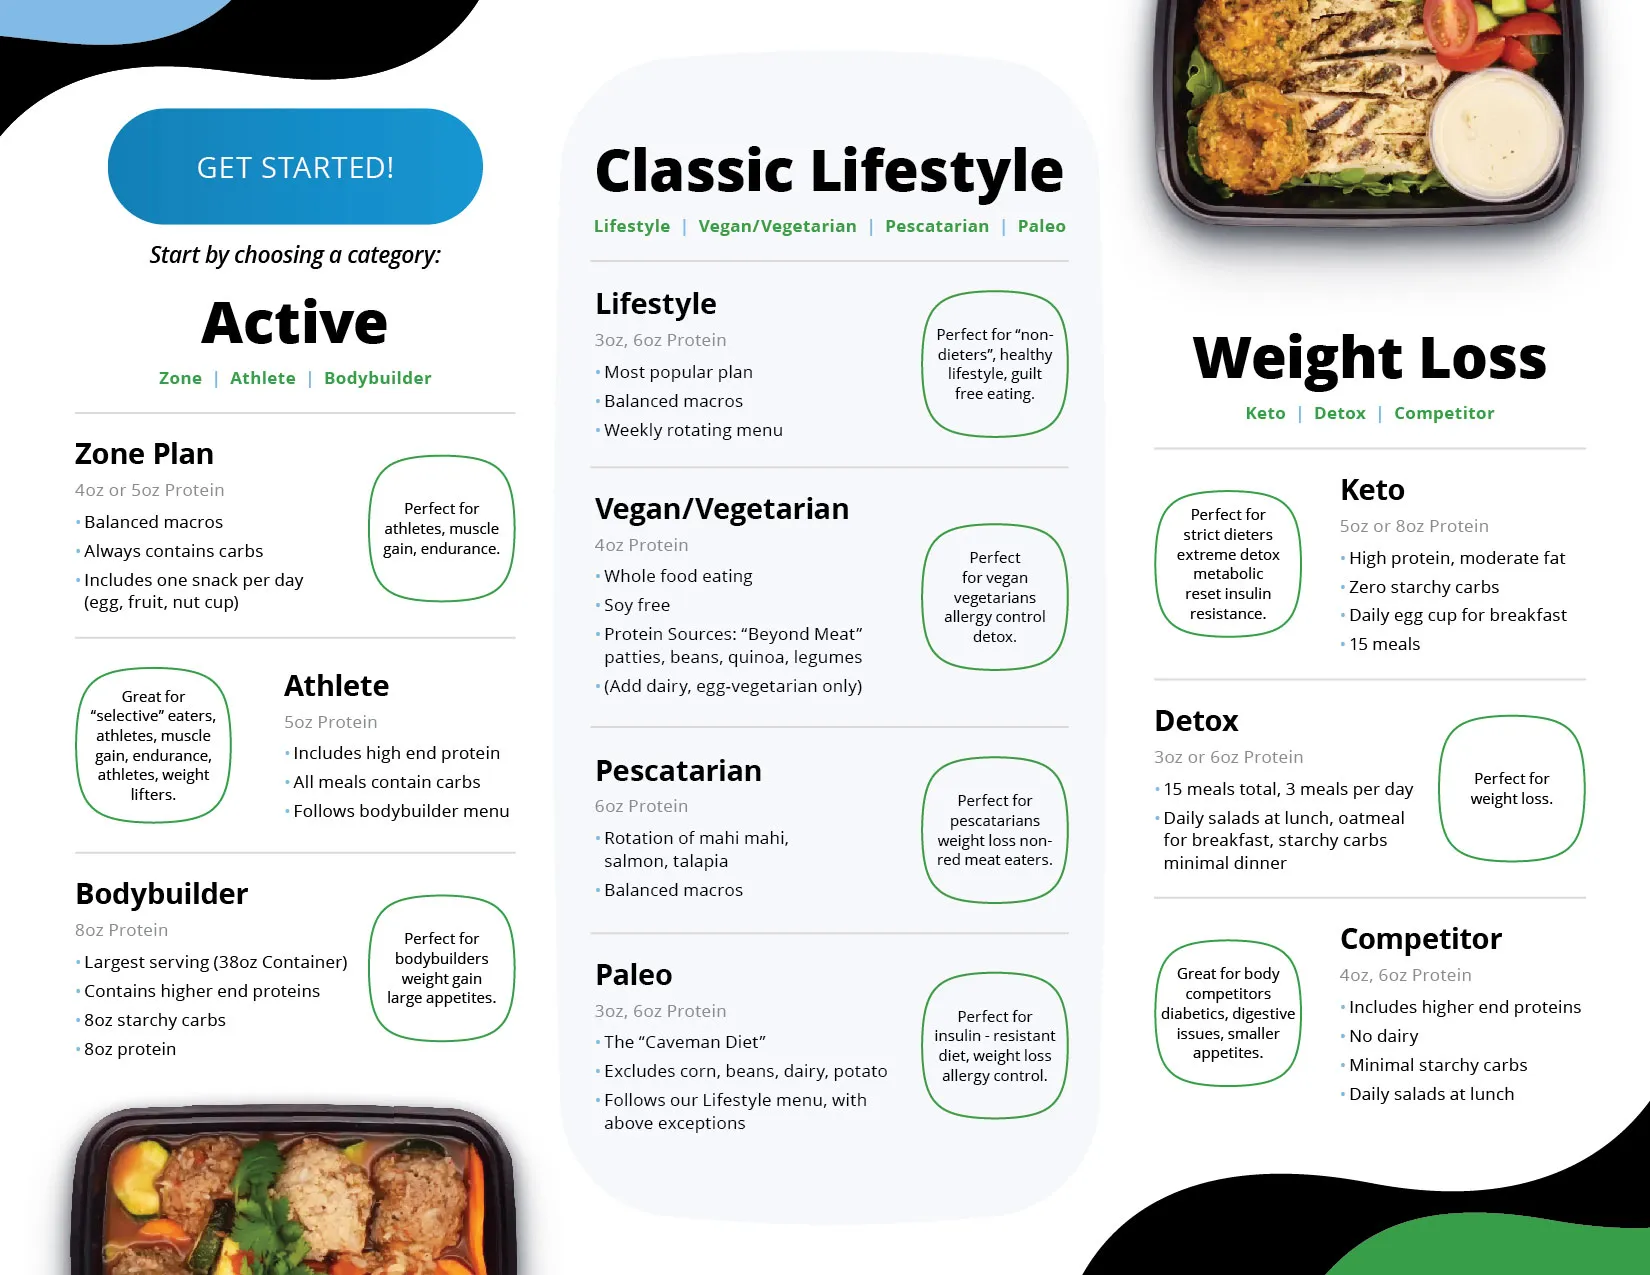 GET STARTED!
Start by choosing a category:
Active
Zone | Athlete | Bodybuilder
Zone Plan
4oz or 5oz Protein
• Balanced macros
• Always contains carbs
• Includes one snack per day
(egg, fruit, nut cup)
Perfect for
athletes, muscle
gain, endurance.
Great for
“selective” eaters,
athletes, muscle
gain, endurance,
athletes, weight
lifters.
Athlete
5oz Protein
• Includes high end protein
• All meals contain carbs
• Follows bodybuilder menu
Bodybuilder
8oz Protein
• Largest serving (38oz Container)
• Contains higher end proteins
• 8oz starchy carbs
• 8oz protein
Perfect for
bodybuilders
weight gain
large appetites.
Classic Lifestyle
Lifestyle | Vegan/Vegetarian | Pescatarian | Paleo
Lifestyle
3oz, 6oz Protein
• Most popular plan
• Balanced macros
• Weekly rotating menu
Perfect for “non-
dieters”, healthy
lifestyle, guilt
free eating.
Vegan/Vegetarian
4oz Protein
• Whole food eating
• Soy free
• Protein Sources: “Beyond Meat”
patties, beans, quinoa, legumes
• (Add dairy, egg-vegetarian only)
Perfect
for vegan
vegetarians
allergy control
detox.
Pescatarian
6oz Protein
• Rotation of mahi mahi,
salmon, talapia
• Balanced macros
Perfect for
pescatarians
weight loss non-
red meat eaters.
Paleo
3oz, 6oz Protein
• The “Caveman Diet”
• Excludes corn, beans, dairy, potato
• Follows our Lifestyle menu, with
above exceptions
Perfect for
insulin - resistant
diet, weight loss
allergy control.
Weight Loss
Keto | Detox | Competitor
Perfect for
strict dieters
extreme detox
metabolic
reset insulin
resistance.
Keto
5oz or 8oz Protein
• High protein, moderate fat
• Zero starchy carbs
• Daily egg cup for breakfast
• 15 meals
Detox
3oz or 6oz Protein
• 15 meals total, 3 meals per day
• Daily salads at lunch, oatmeal
for breakfast, starchy carbs
minimal dinner
Perfect for
weight loss.
Great for body
competitors
diabetics, digestive
issues, smaller
appetites.
Competitor
4oz, 6oz Protein
• Includes higher end proteins
• No dairy
• Minimal starchy carbs
• Daily salads at lunch